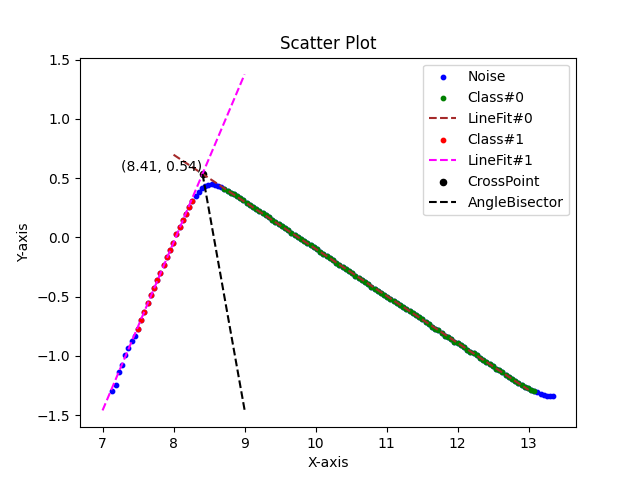 Scatter Plot
1.5
1.0
0.5
0.0
−0.5
−1.0
−1.5
Y-axis
(8.41, 0.54)
Noise
Class#0
LineFit#0
Class#1
LineFit#1
CrossPoint
AngleBisector
7 8 9 10 11 12 13
X-axis